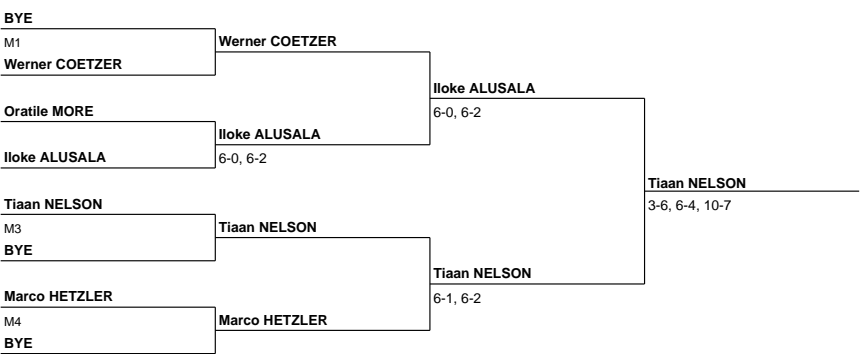 BYE
M1
Werner COETZER
Werner COETZER
Oratile MORE
Iloke ALUSALA
Iloke ALUSALA
6-0, 6-2
Iloke ALUSALA
6-0, 6-2
Tiaan NELSON
M3
BYE
Tiaan NELSON
Marco HETZLER
M4
BYE
Marco HETZLER
Tiaan NELSON
6-1, 6-2
Tiaan NELSON
3-6, 6-4, 10-7